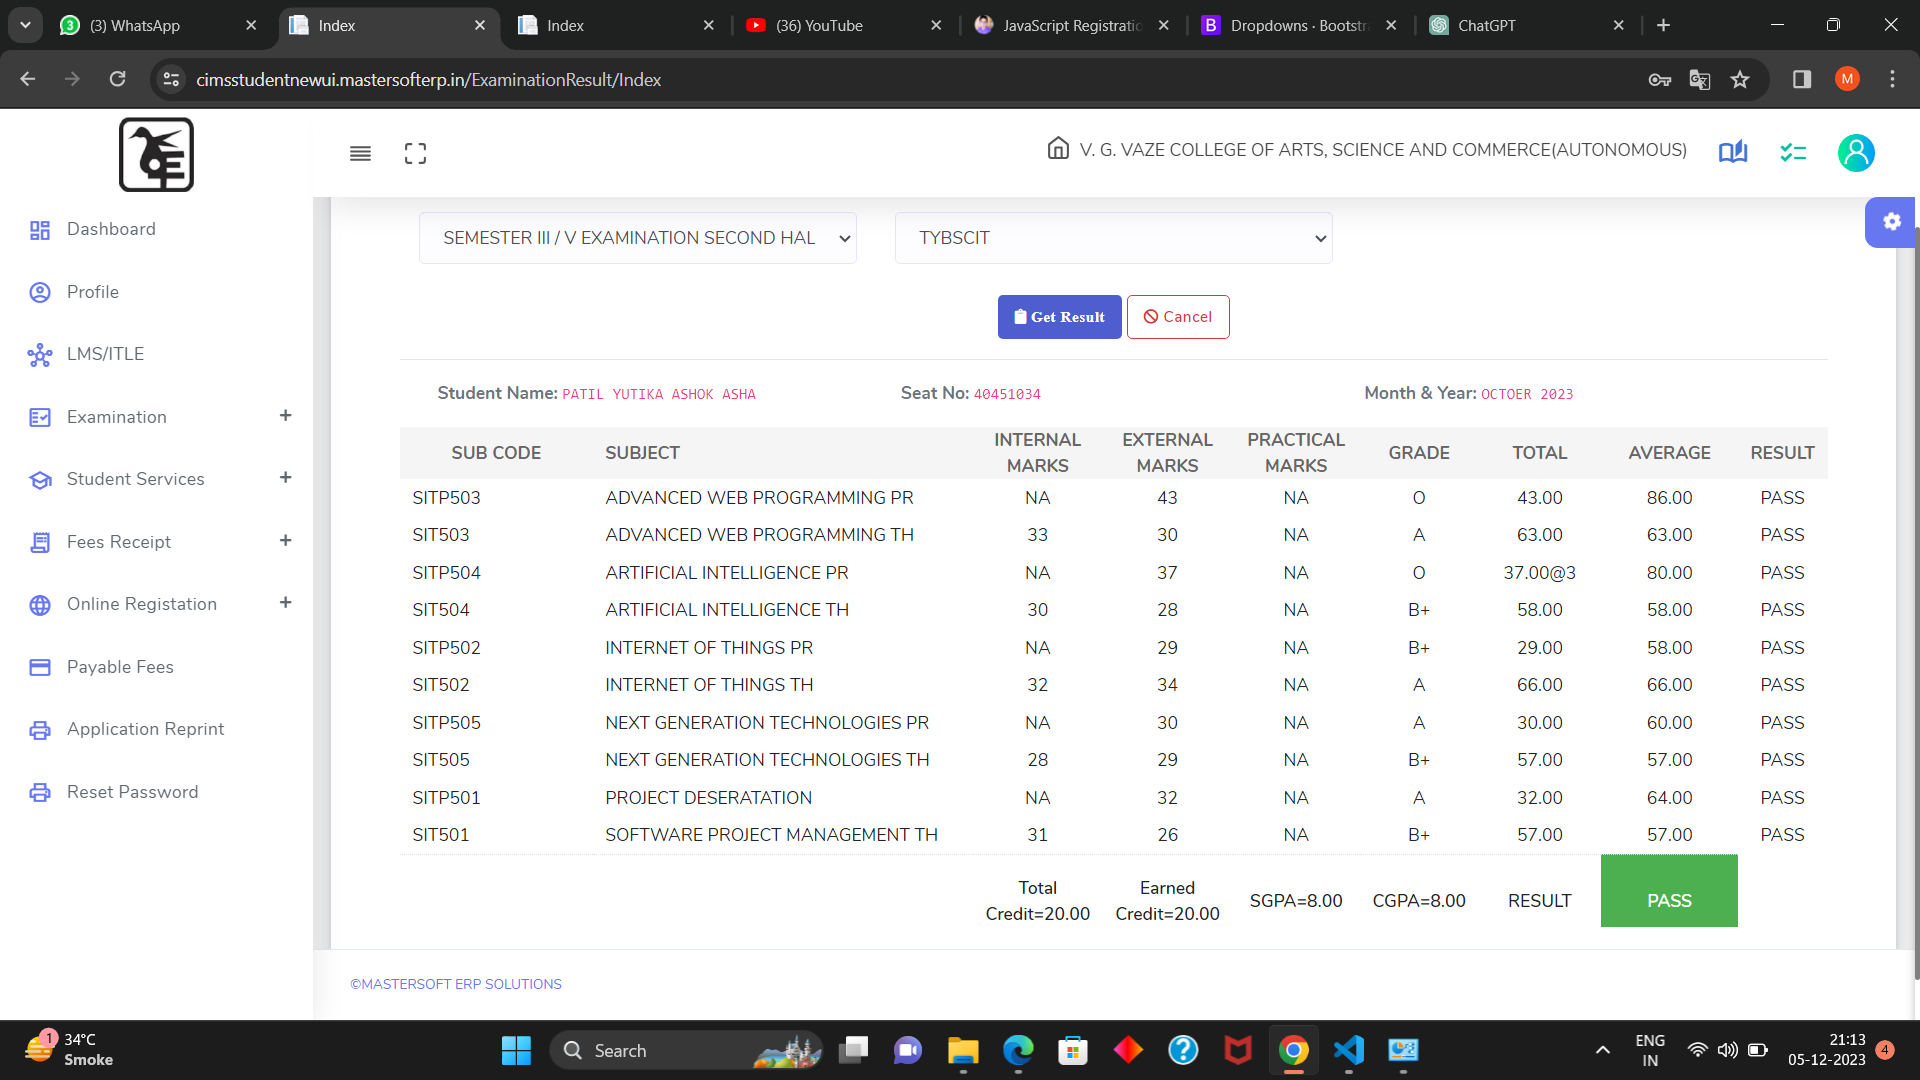 (3) WhatsApp
Index
Index
(36) YouTube
JavaScript Registratio
Dropdowns · Bootstra
ChatGPT
cimsstudentnewui.mastersofterp.in/ExaminationResult/Index
M
V. G. VAZE COLLEGE OF ARTS, SCIENCE AND COMMERCE(AUTONOMOUS)
Dashboard
Profile
LMS/ITLE
Examination +
Student Services +
Fees Receipt +
Online Registation +
Payable Fees
Application Reprint
Reset Password
SEMESTER III / V EXAMINATION SECOND HAL
TYBSCIT
Get Result
Cancel
Student Name: PATIL YUTIKA ASHOK ASHA Seat No: 40451034 Month & Year: OCTOER 2023
SUB CODE SUBJECT INTERNAL MARKS EXTERNAL MARKS PRACTICAL MARKS GRADE TOTAL AVERAGE RESULT
SITP503 ADVANCED WEB PROGRAMMING PR NA 43 NA O 43.00 86.00 PASS
SIT503 ADVANCED WEB PROGRAMMING TH 33 30 NA A 63.00 63.00 PASS
SITP504 ARTIFICIAL INTELLIGENCE PR NA 37 NA O 37.00@3 80.00 PASS
SIT504 ARTIFICIAL INTELLIGENCE TH 30 28 NA B+ 58.00 58.00 PASS
SITP502 INTERNET OF THINGS PR NA 29 NA B+ 29.00 58.00 PASS
SIT502 INTERNET OF THINGS TH 32 34 NA A 66.00 66.00 PASS
SITP505 NEXT GENERATION TECHNOLOGIES PR NA 30 NA A 30.00 60.00 PASS
SIT505 NEXT GENERATION TECHNOLOGIES TH 28 29 NA B+ 57.00 57.00 PASS
SITP501 PROJECT DESERATATION NA 32 NA A 32.00 64.00 PASS
SIT501 SOFTWARE PROJECT MANAGEMENT TH 31 26 NA B+ 57.00 57.00 PASS
Total Credit=20.00 Earned Credit=20.00 SGPA=8.00 CGPA=8.00 RESULT PASS
©MASTERSOFT ERP SOLUTIONS
1
34°C
Smoke
Search
ENG
IN
21:13
05-12-2023
4